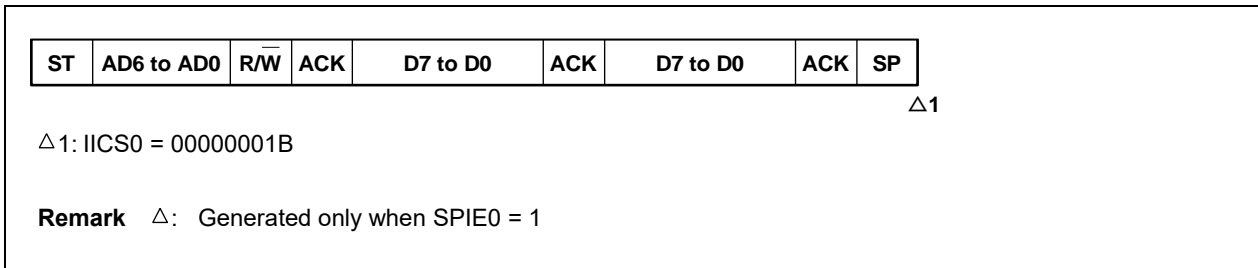 ST AD6 to AD0 R/W̅ ACK D7 to D0 ACK D7 to D0 ACK SP
△1
△1: IICS0 = 00000001B
Remark △: Generated only when SPIE0 = 1